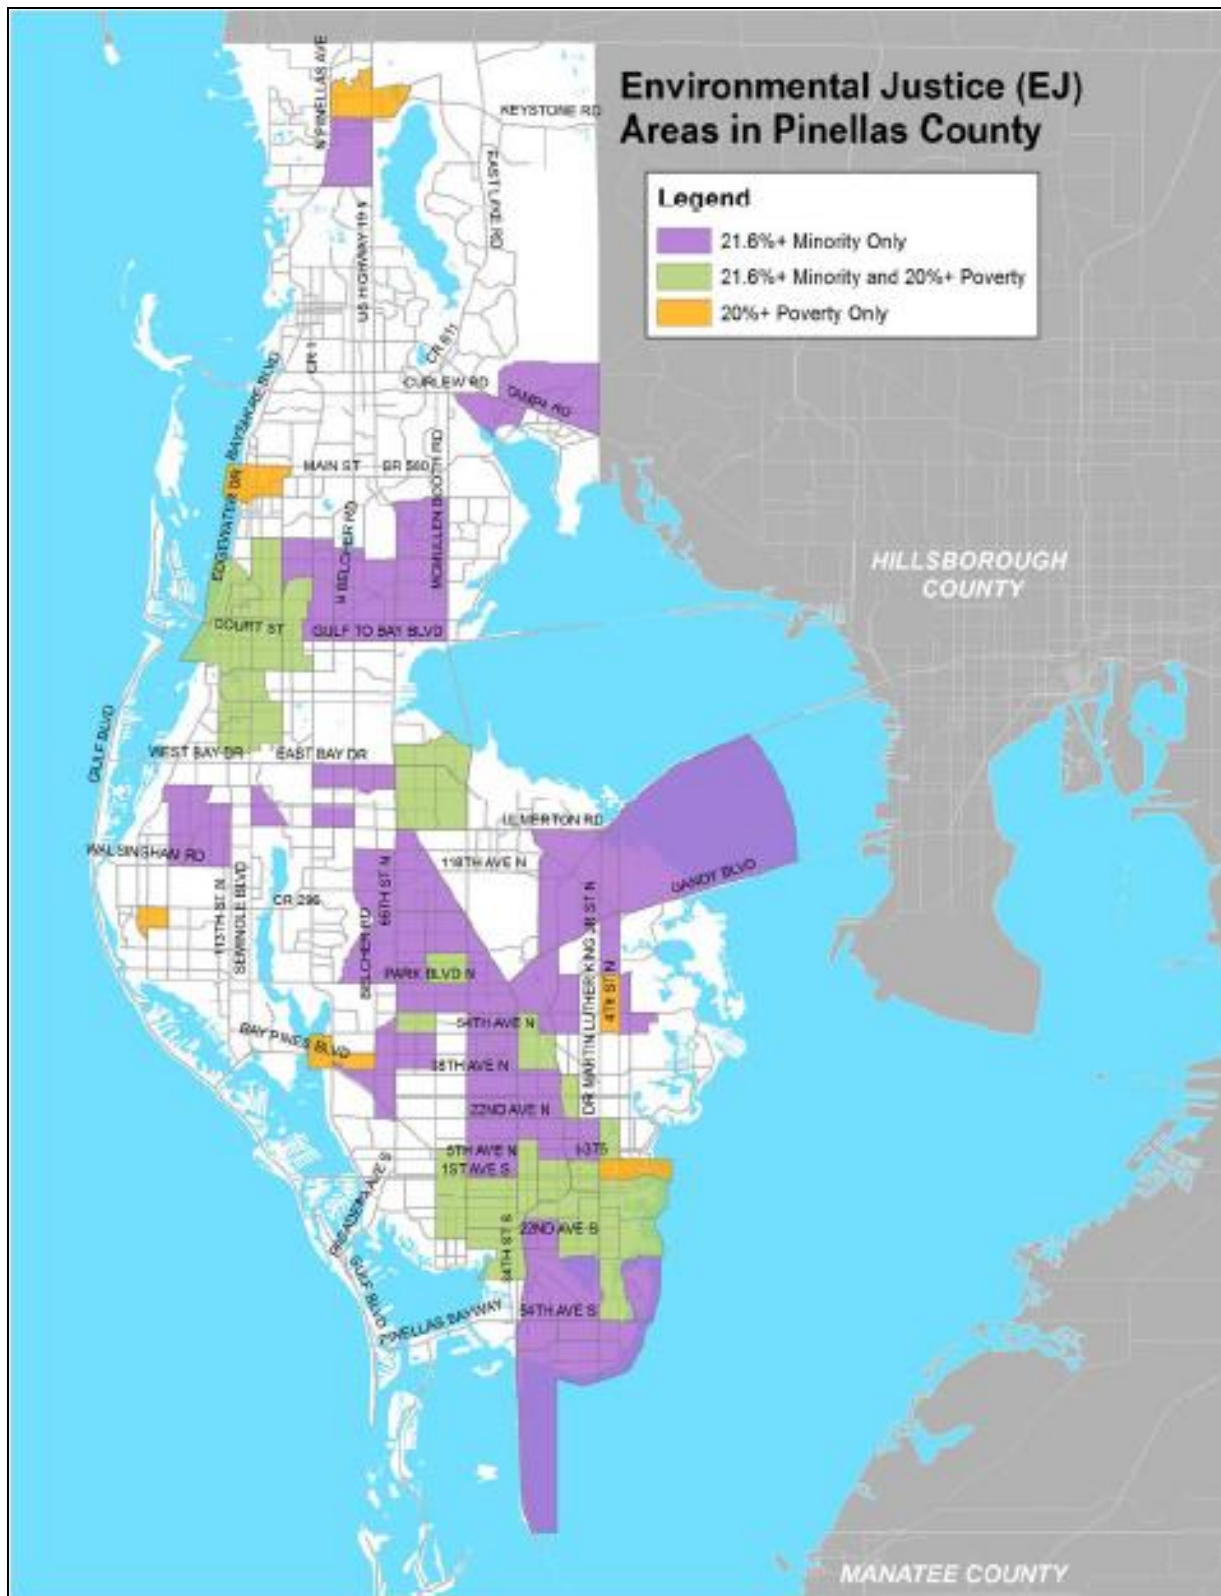 Environmental Justice (EJ)
Areas in Pinellas County
Legend
21.6%+ Minority Only
21.6%+ Minority and 20%+ Poverty
20%+ Poverty Only
N PINELLAS AVE
KEYSTONE RD
EAST LAKE RD
US HIGHWAY 19 N
CR 1
CR 611
CURLEW RD
TAMPA RD
BAYSHORE BLVD
MAIN ST
SR 580
MCMULLEN BOOTH RD
EDGEWATER DR
N BELCHER RD
HILLSBOROUGH
COUNTY
COURT ST
GULF TO BAY BLVD
GULF BLVD
WEST BAY DR
EAST BAY DR
ULMERTON RD
WALSINGHAM RD
118TH AVE N
GANDY BLVD
113TH ST N
SEMINOLE BLVD
CR 296
66TH ST N
BELCHER RD
PARK BLVD N
DR MARTIN LUTHER KING JR ST N
4TH ST N
BAY PINES BLVD
54TH AVE N
38TH AVE N
22ND AVE N
5TH AVE N
I-375
1ST AVE S
PASADENA AVE S
22ND AVE S
34TH ST S
GULF BLVD
54TH AVE S
PINELLAS BAYWAY
MANATEE COUNTY